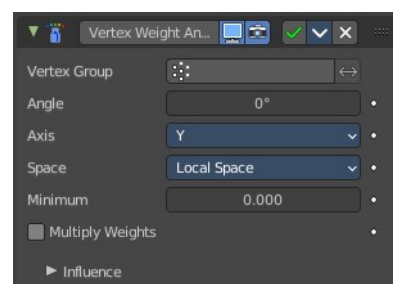 Vertex Weight An...
Vertex Group
Angle 0°
Axis Y
Space Local Space
Minimum 0.000
Multiply Weights
Influence